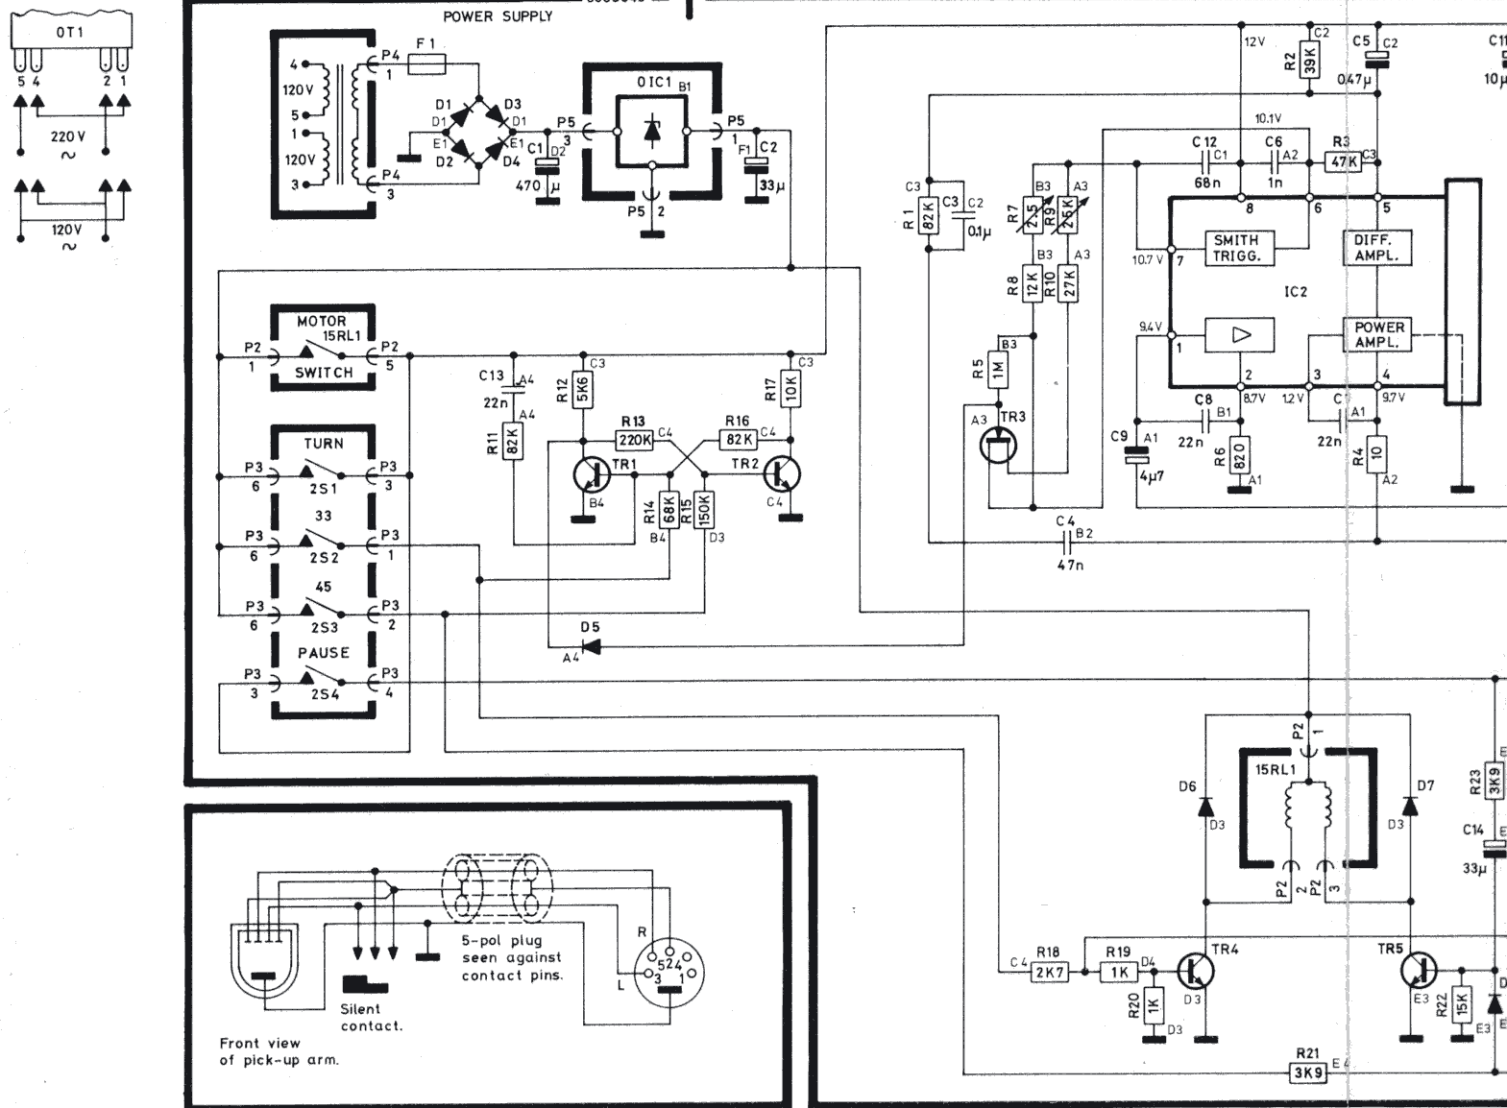 POWER SUPPLY
OT1
5 4 2 1
220V
~
120V
~
4
120V
5
1
120V
3
P4
1
F1
P4
3
D1
D1
D3
D1
E1
D2
E1
D4
C1
D2
470 µ
P5
3
OIC1
B1
P5
1
P5 2
F1
C2
33µ
MOTOR
15RL1
SWITCH
P2
1
P2
5
TURN
P3
6
2S1
P3
3
33
P3
6
2S2
P3
1
45
P3
6
2S3
P3
2
PAUSE
P3
3
2S4
P3
4
C13
A4
22n
A4
R11
82K
R12
5K6
C3
R13
220K
C4
R16
82K
C4
R17
10K
C3
TR1
B4
TR2
C4
R14
68K
B4
R15
150K
D3
D5
A4
12V
R2
39K
C2
C5
C2
0.47µ
C11
10µ
10.1V
C12
C1
68n
C6
A2
1n
R3
47K
C3
C3
R1
82K
C3
C2
0.1µ
B3
R7
2.5
A3
R9
25K
B3
R8
12K
A3
R10
27K
R5
1M
B3
A3
TR3
8
6
5
SMITH
TRIGG.
DIFF.
AMPL.
10.7V
7
IC2
9.4V
1
POWER
AMPL.
2
3
4
8.7V
1.2V
9.7V
C8
B1
22n
A1
22n
C9
A1
4µ7
R6
820
A1
R4
10
A2
C4
B2
47n
P2
1
15RL1
P2
2
P2
3
D6
D3
D7
D3
R23
3K9
C14
33µ
TR4
D3
TR5
E3
C4
R18
2K7
R19
1K
D4
R20
1K
D3
R22
15K
E3
R21
3K9
E4
R
L
5 2 4
3 1
5-pol plug
seen against
contact pins.
Silent
contact.
Front view
of pick-up arm.